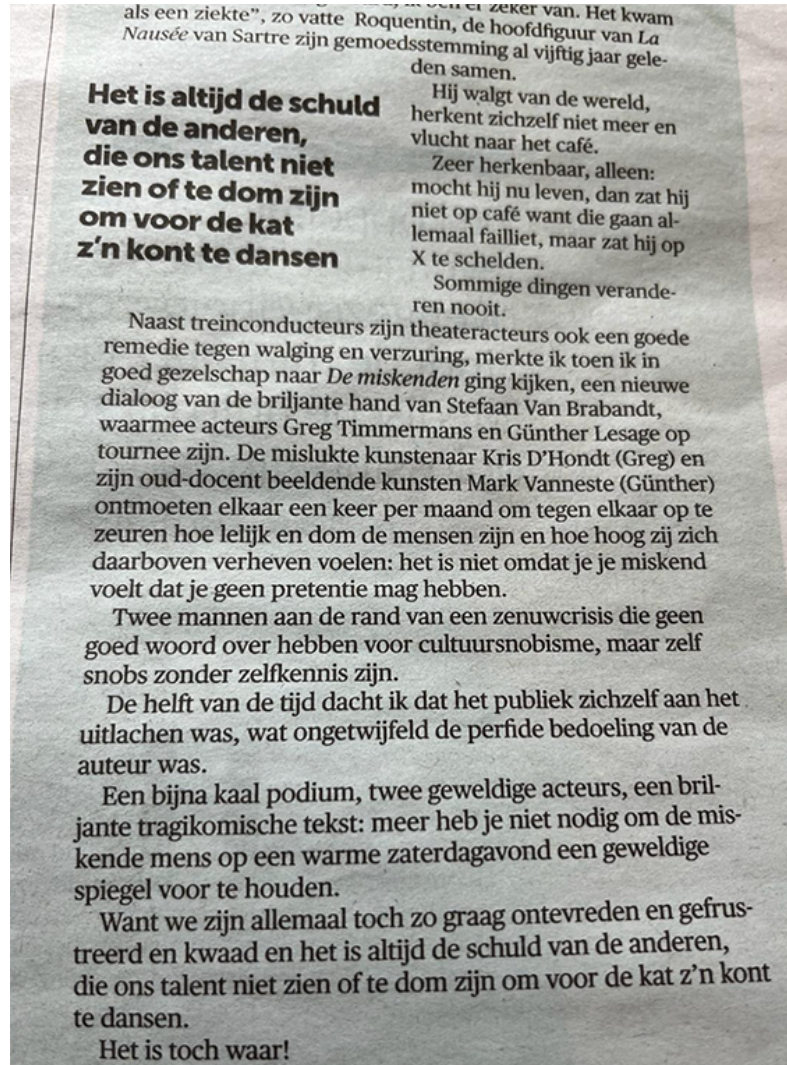 als een ziekte”, zo vatte Roquentin, de hoofdfiguur van La
Nausée van Sartre zijn gemoedsstemming al vijftig jaar gele-
den samen.
Hij walgt van de wereld,
herkent zichzelf niet meer en
vlucht naar het café.
Zeer herkenbaar, alleen:
mocht hij nu leven, dan zat hij
niet op café want die gaan al-
lemaal failliet, maar zat hij op
X te schelden.
Sommige dingen verande-
ren nooit.
Het is altijd de schuld
van de anderen,
die ons talent niet
zien of te dom zijn
om voor de kat
z’n kont te dansen
Naast treinconducteurs zijn theateracteurs ook een goede
remedie tegen walging en verzuring, merkte ik toen ik in
goed gezelschap naar De miskenden ging kijken, een nieuwe
dialoog van de briljante hand van Stefaan Van Brabandt,
waarmee acteurs Greg Timmermans en Günther Lesage op
tournee zijn. De mislukte kunstenaar Kris D’Hondt (Greg) en
zijn oud-docent beeldende kunsten Mark Vanneste (Günther)
ontmoeten elkaar een keer per maand om tegen elkaar op te
zeuren hoe lelijk en dom de mensen zijn en hoe hoog zij zich
daarboven verheven voelen: het is niet omdat je je miskend
voelt dat je geen pretentie mag hebben.
Twee mannen aan de rand van een zenuwcrisis die geen
goed woord over hebben voor cultuursnobisme, maar zelf
snobs zonder zelfkennis zijn.
De helft van de tijd dacht ik dat het publiek zichzelf aan het
uitlachen was, wat ongetwijfeld de perfide bedoeling van de
auteur was.
Een bijna kaal podium, twee geweldige acteurs, een bril-
jante tragikomische tekst: meer heb je niet nodig om de mis-
kende mens op een warme zaterdagavond een geweldige
spiegel voor te houden.
Want we zijn allemaal toch zo graag ontevreden en gefrus-
treerd en kwaad en het is altijd de schuld van de anderen,
die ons talent niet zien of te dom zijn om voor de kat z’n kont
te dansen.
Het is toch waar!